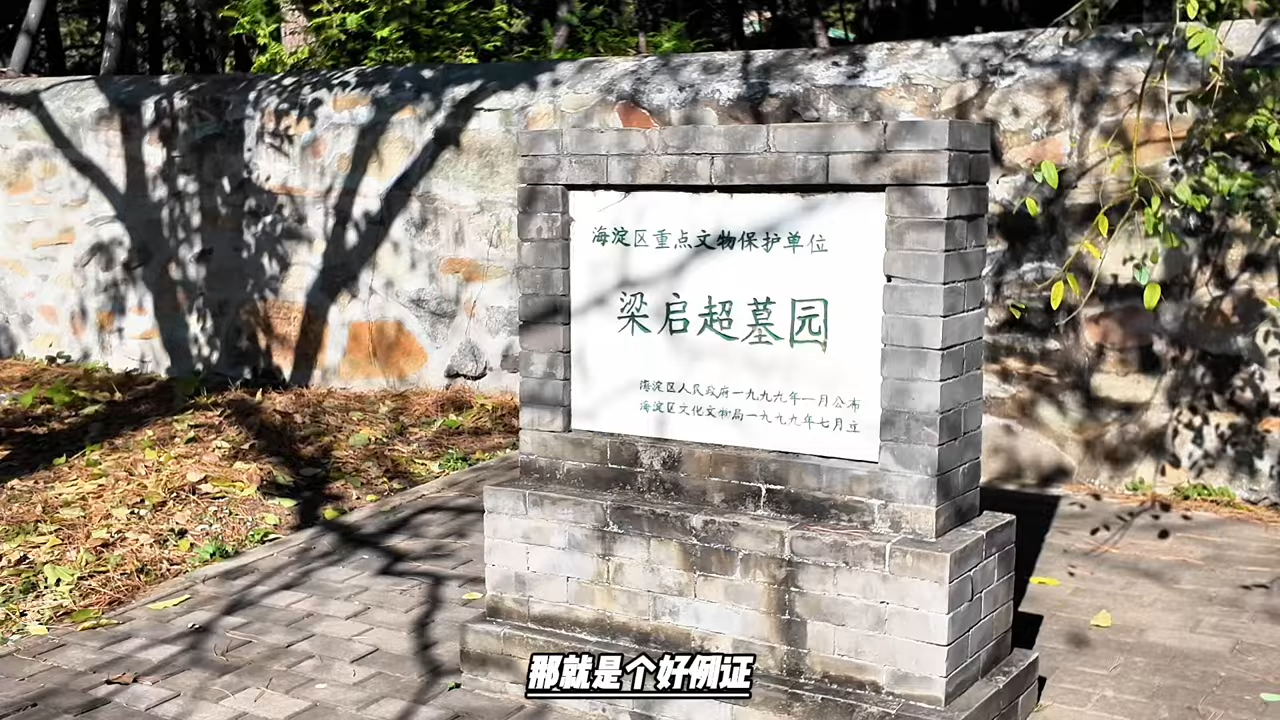 海淀区重点文物保护单位
梁启超墓园
海淀区人民政府一九九九年一月公布
海淀区文化文物局一九九九年七月立
那就是个好例证